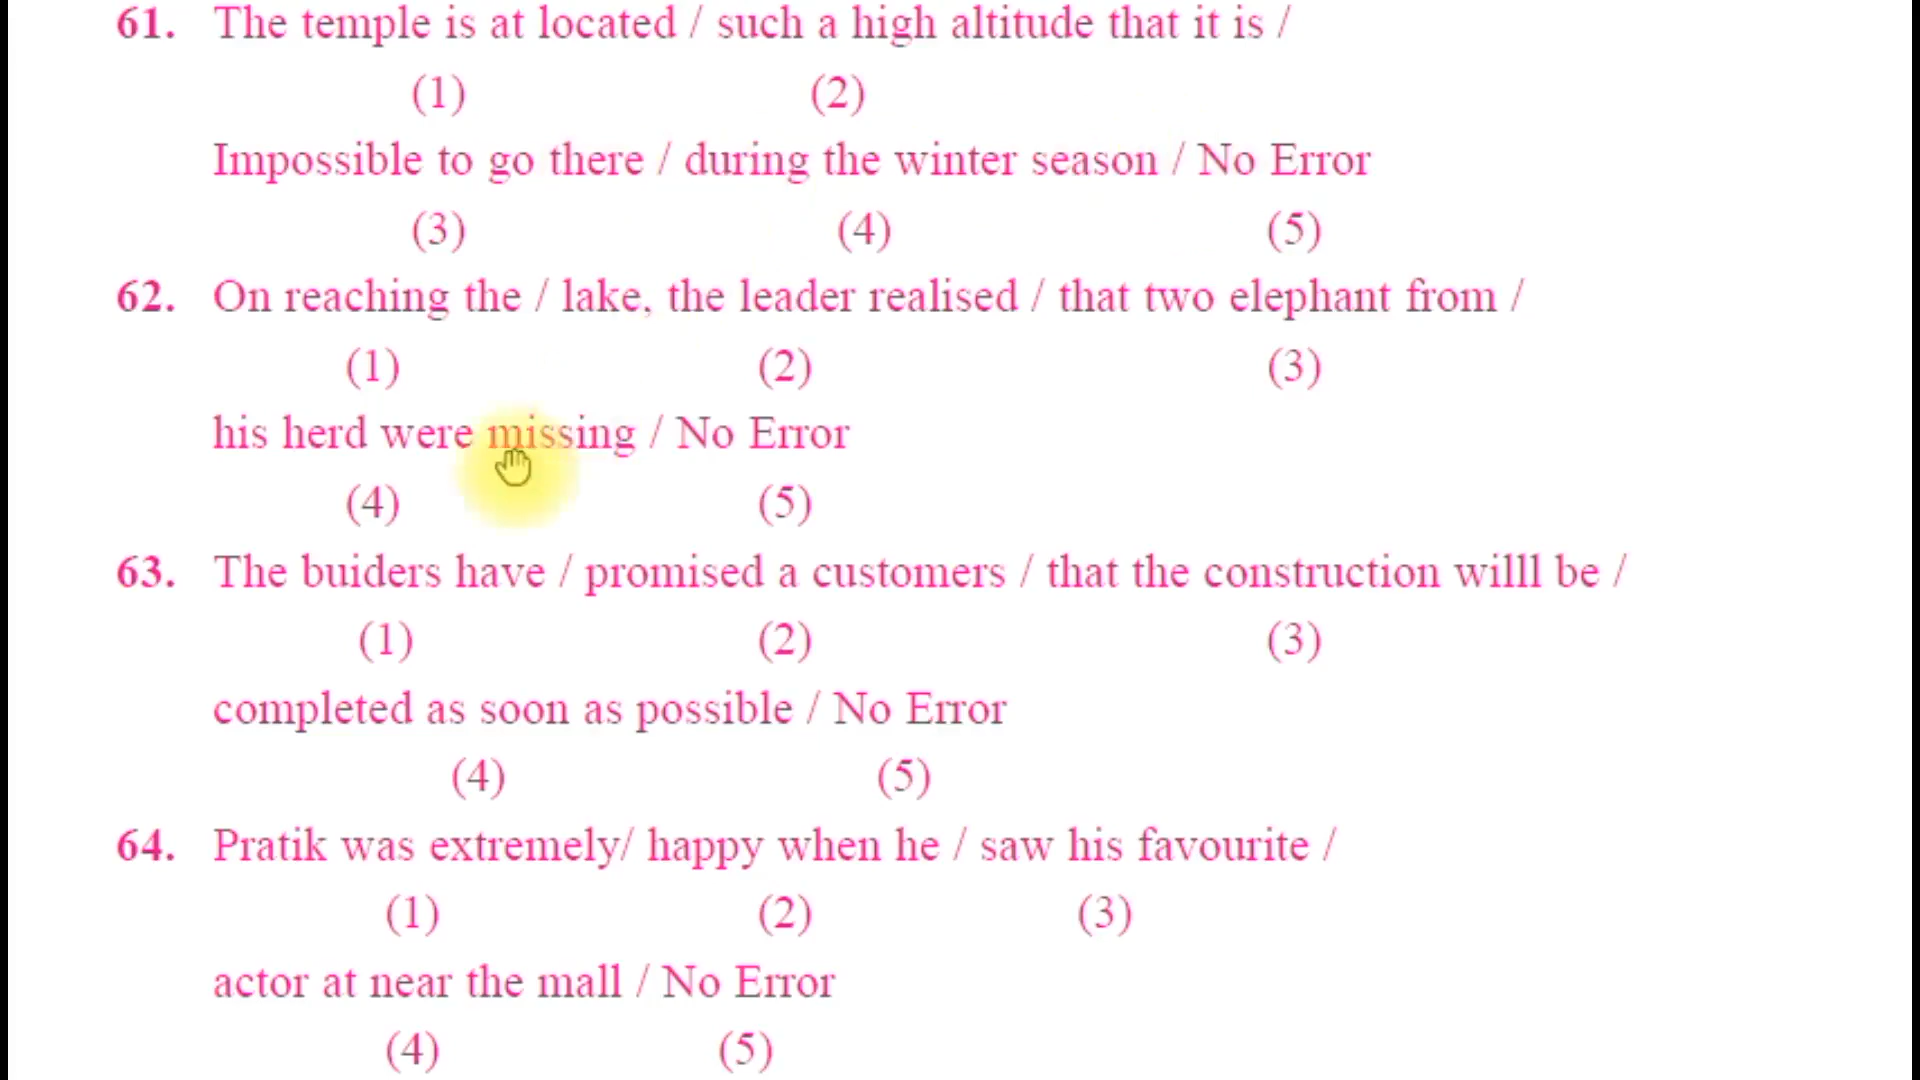 61. The temple is at located / such a high altitude that it is /
(1) (2)
Impossible to go there / during the winter season / No Error
(3) (4) (5)
62. On reaching the / lake, the leader realised / that two elephant from /
(1) (2) (3)
his herd were missing / No Error
(4) (5)
63. The buiders have / promised a customers / that the construction willl be /
(1) (2) (3)
completed as soon as possible / No Error
(4) (5)
64. Pratik was extremely/ happy when he / saw his favourite /
(1) (2) (3)
actor at near the mall / No Error
(4) (5)